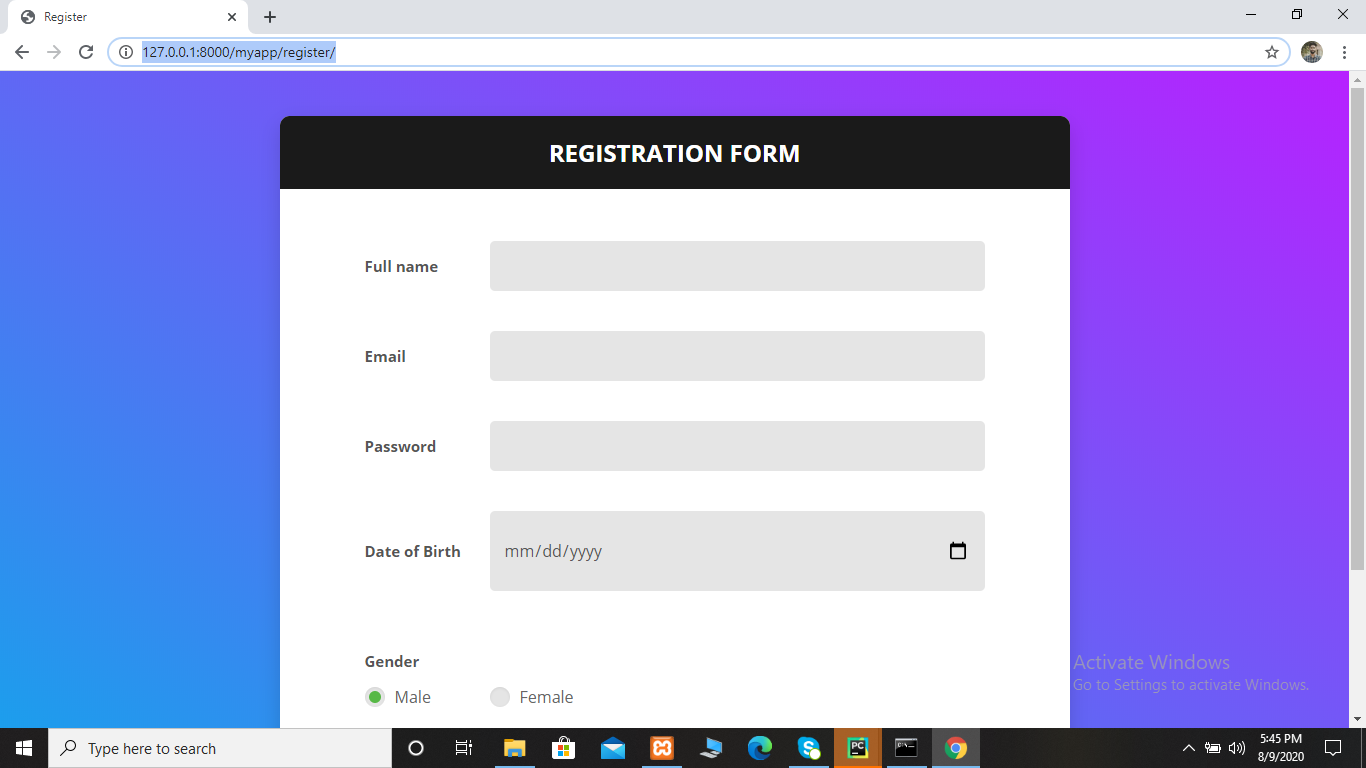 Register
127.0.0.1:8000/myapp/register/
REGISTRATION FORM
Full name
Email
Password
Date of Birth
mm/dd/yyyy
Gender
Male
Female
Activate Windows
Go to Settings to activate Windows.
Type here to search
PC
C:\.
5:45 PM
8/9/2020